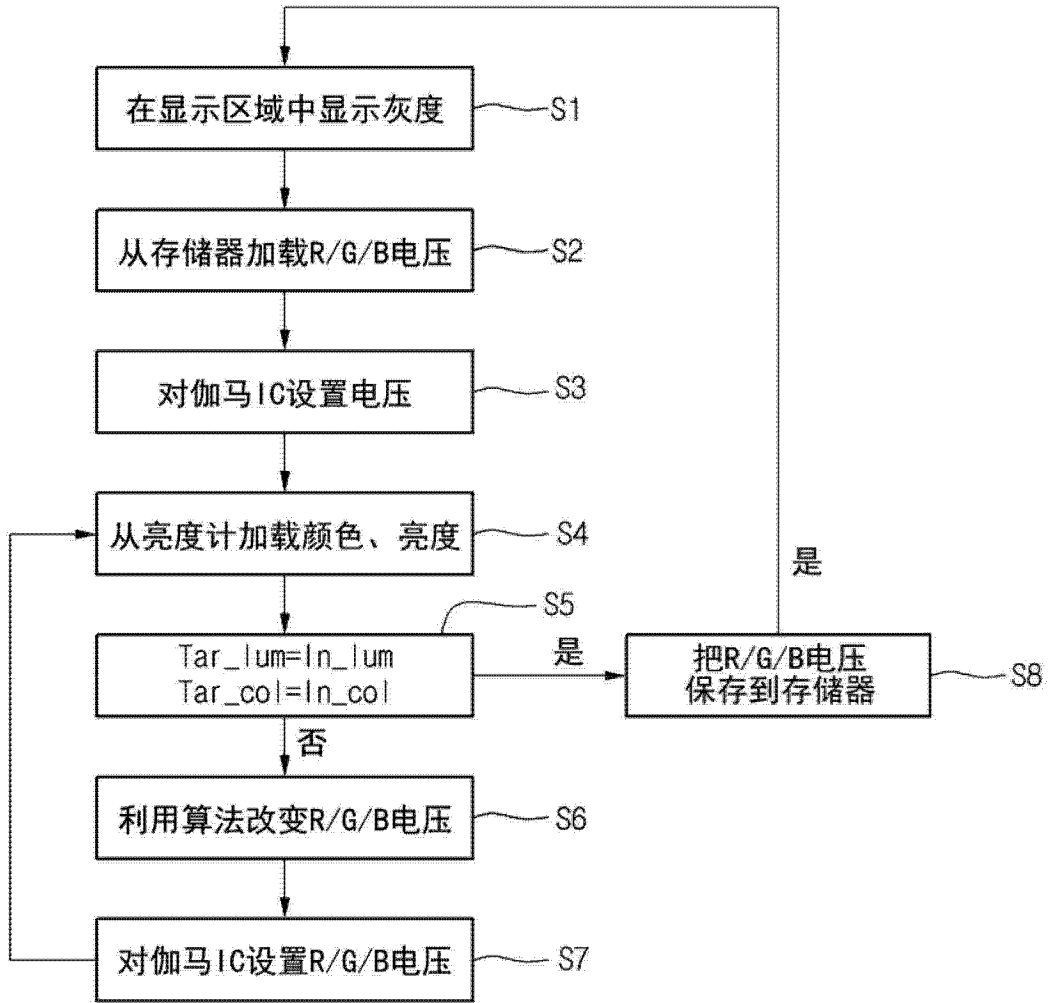 在显示区域中显示灰度
S1
从存储器加载R/G/B电压
S2
对伽马IC设置电压
S3
从亮度计加载颜色、亮度
S4
是
S5
Tar_lum=In_lum
Tar_col=In_col
是
把R/G/B电压
保存到存储器
S8
否
利用算法改变R/G/B电压
S6
对伽马IC设置R/G/B电压
S7